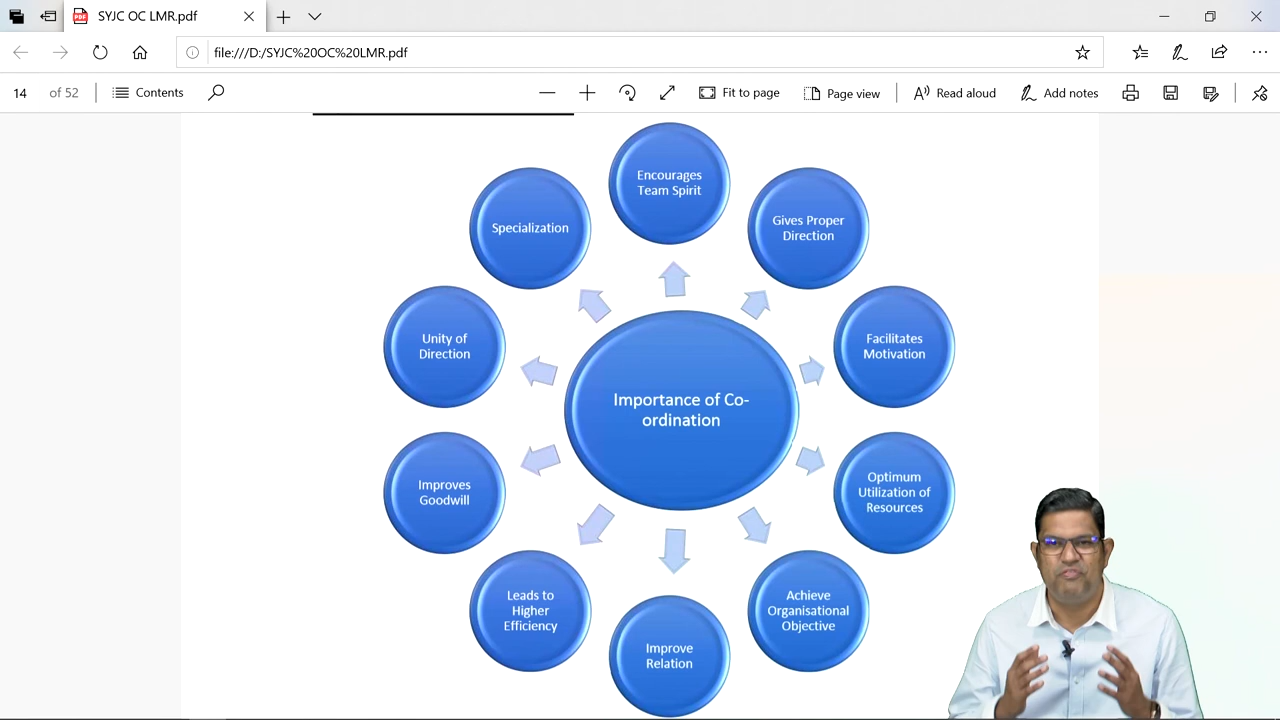 SYJC OC LMR.pdf
file:///D:/SYJC%20OC%20LMR.pdf
14 of 52 Contents Fit to page Page view Read aloud Add notes
Encourages
Team Spirit
Gives Proper
Direction
Facilitates
Motivation
Optimum
Utilization of
Resources
Achieve
Organisational
Objective
Improve
Relation
Leads to
Higher
Efficiency
Improves
Goodwill
Unity of
Direction
Specialization
Importance of Co-
ordination